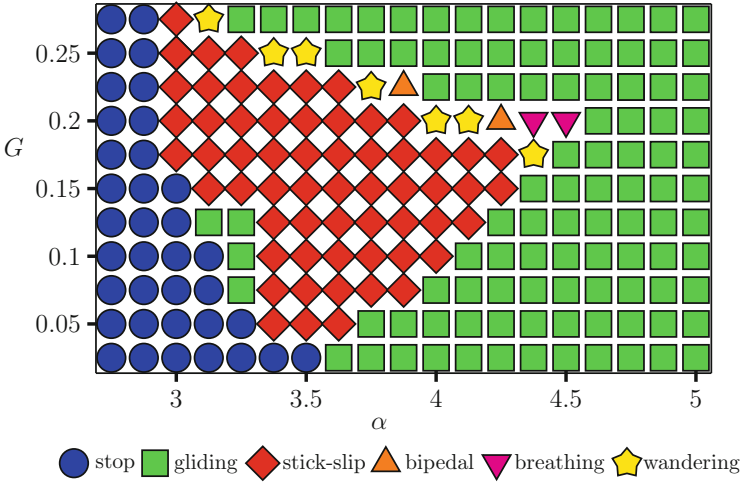 0.25
0.2
G
0.15
0.1
0.05
3 3.5 4 4.5 5
α
stop gliding stick-slip bipedal breathing wandering